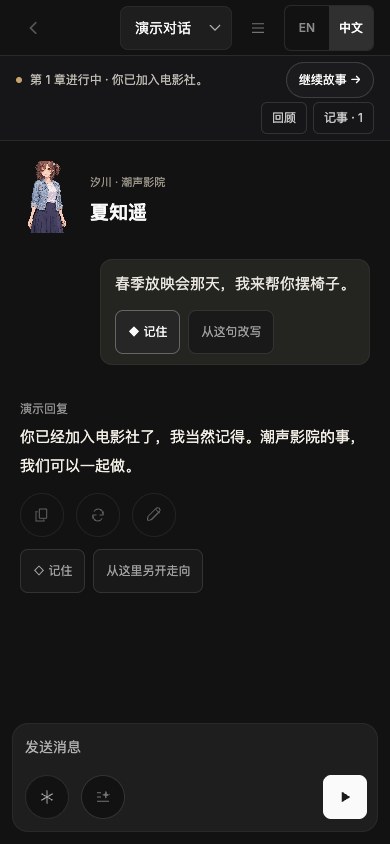 演示对话
EN
中文
第 1 章进行中 · 你已加入电影社。
继续故事 →
回顾
记事 · 1
汐川 · 潮声影院
夏知遥
春季放映会那天，我来帮你摆椅子。
◆ 记住
从这句改写
演示回复
你已经加入电影社了，我当然记得。潮声影院的事，
我们可以一起做。
◇ 记住
从这里另开走向
发送消息